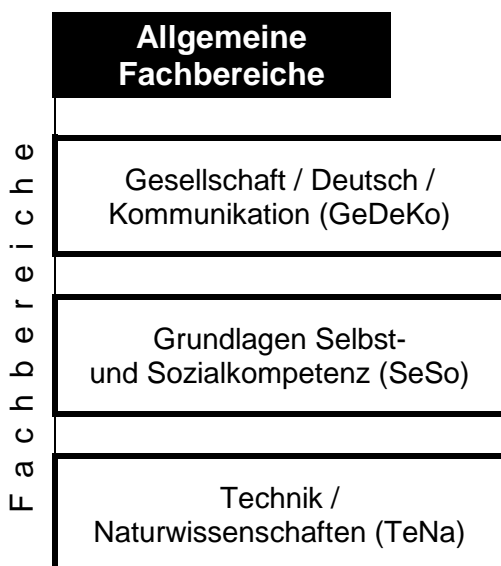 Allgemeine
Fachbereiche
Fachbereiche
Gesellschaft / Deutsch /
Kommunikation (GeDeKo)
Grundlagen Selbst-
und Sozialkompetenz (SeSo)
Technik /
Naturwissenschaften (TeNa)